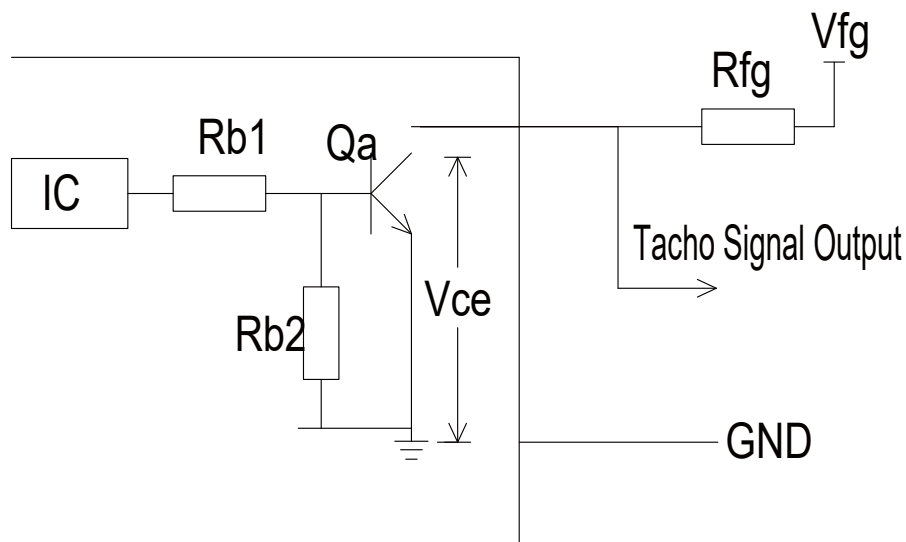 Vfg
Rfg
Rb1
Qa
IC
Tacho Signal Output
Vce
Rb2
GND